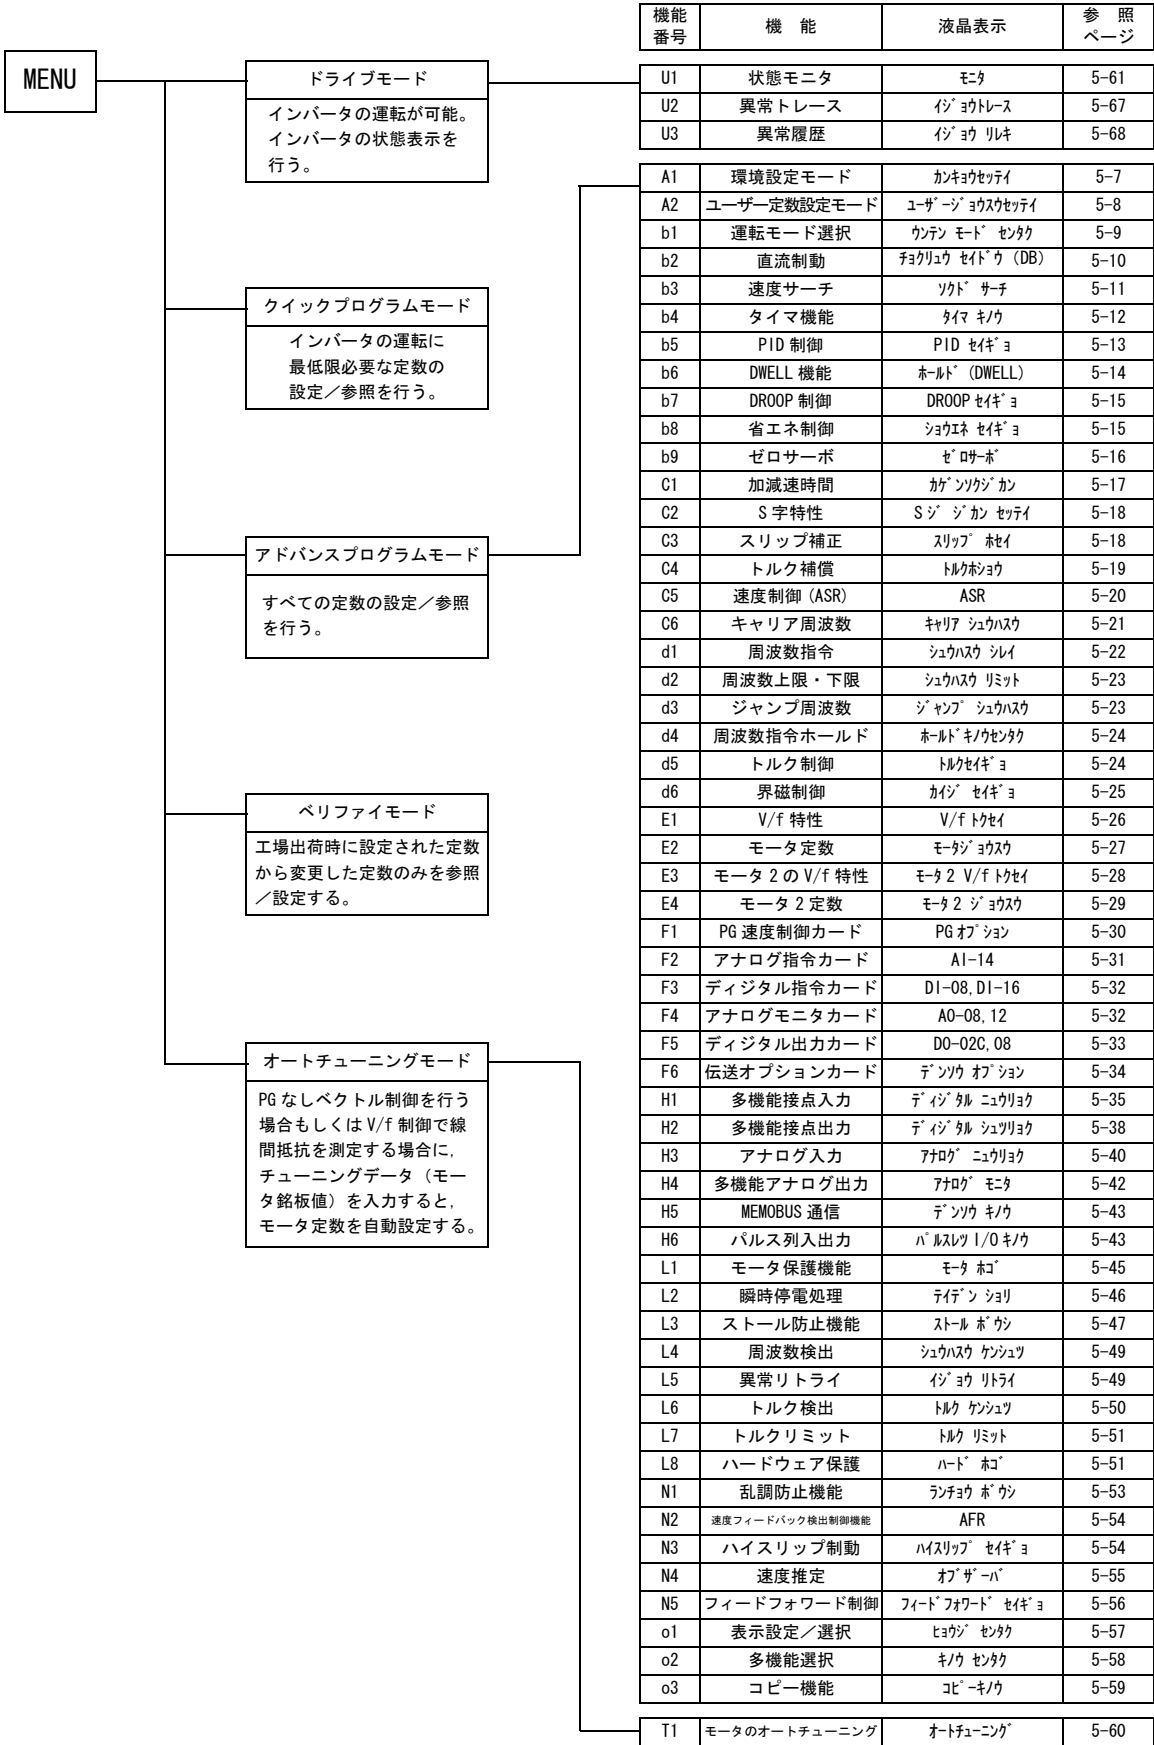 MENU
ドライブモード
インバータの運転が可能。
インバータの状態表示を
行う。
クイックプログラムモード
インバータの運転に
最低限必要な定数の
設定／参照を行う。
アドバンスプログラムモード
すべての定数の設定／参照
を行う。
ベリファイモード
工場出荷時に設定された定数
から変更した定数のみを参照
／設定する。
オートチューニングモード
PG なしベクトル制御を行う
場合もしくは V/f 制御で線
間抵抗を測定する場合に,
チューニングデータ（モー
タ銘板値）を入力すると,
モータ定数を自動設定する。
機能 番号 機　能 液晶表示 参　照 ページ
U1 状態モニタ ﾓﾆﾀ 5-61
U2 異常トレース ｲｼﾞｮｳﾄﾚｰｽ 5-67
U3 異常履歴 ｲｼﾞｮｳ ﾘﾚｷ 5-68
A1 環境設定モード ｶﾝｷｮｳｾｯﾃｲ 5-7
A2 ユーザー定数設定モード ﾕｰｻﾞｰｼﾞｮｳｽｳｾｯﾃｲ 5-8
b1 運転モード選択 ｳﾝﾃﾝ ﾓｰﾄﾞ ｾﾝﾀｸ 5-9
b2 直流制動 ﾁｮｸﾘｭｳ ｾｲﾄﾞｳ (DB) 5-10
b3 速度サーチ ｿｸﾄﾞ ｻｰﾁ 5-11
b4 タイマ機能 ﾀｲﾏ ｷﾉｳ 5-12
b5 PID 制御 PID ｾｲｷﾞｮ 5-13
b6 DWELL 機能 ﾎｰﾙﾄﾞ (DWELL) 5-14
b7 DROOP 制御 DROOP ｾｲｷﾞｮ 5-15
b8 省エネ制御 ｼｮｳｴﾈ ｾｲｷﾞｮ 5-15
b9 ゼロサーボ ｾﾞﾛｻｰﾎﾞ 5-16
C1 加減速時間 ｶｹﾞﾝｿｸｼﾞｶﾝ 5-17
C2 S 字特性 S ｼﾞ ｼﾞｶﾝ ｾｯﾃｲ 5-18
C3 スリップ補正 ｽﾘｯﾌﾟ ﾎｾｲ 5-18
C4 トルク補償 ﾄﾙｸﾎｼｮｳ 5-19
C5 速度制御 (ASR) ASR 5-20
C6 キャリア周波数 ｷｬﾘｱ ｼｭｳﾊｽｳ 5-21
d1 周波数指令 ｼｭｳﾊｽｳ ｼﾚｲ 5-22
d2 周波数上限・下限 ｼｭｳﾊｽｳ ﾘﾐｯﾄ 5-23
d3 ジャンプ周波数 ｼﾞｬﾝﾌﾟ ｼｭｳﾊｽｳ 5-23
d4 周波数指令ホールド ﾎｰﾙﾄﾞｷﾉｳｾﾝﾀｸ 5-24
d5 トルク制御 ﾄﾙｸｾｲｷﾞｮ 5-24
d6 界磁制御 ｶｲｼﾞ ｾｲｷﾞｮ 5-25
E1 V/f 特性 V/f ﾄｸｾｲ 5-26
E2 モータ定数 ﾓｰﾀｼﾞｮｳｽｳ 5-27
E3 モータ 2 の V/f 特性 ﾓｰﾀ 2 V/f ﾄｸｾｲ 5-28
E4 モータ 2 定数 ﾓｰﾀ 2 ｼﾞｮｳｽｳ 5-29
F1 PG 速度制御カード PG ｵﾌﾟｼｮﾝ 5-30
F2 アナログ指令カード AI-14 5-31
F3 ディジタル指令カード DI-08,DI-16 5-32
F4 アナログモニタカード AO-08,12 5-32
F5 ディジタル出力カード DO-02C,08 5-33
F6 伝送オプションカード ﾃﾞﾝｿｳ ｵﾌﾟｼｮﾝ 5-34
H1 多機能接点入力 ﾃﾞｨｼﾞﾀﾙ ﾆｭｳﾘｮｸ 5-35
H2 多機能接点出力 ﾃﾞｨｼﾞﾀﾙ ｼｭﾂﾘｮｸ 5-38
H3 アナログ入力 ｱﾅﾛｸﾞ ﾆｭｳﾘｮｸ 5-40
H4 多機能アナログ出力 ｱﾅﾛｸﾞ ﾓﾆﾀ 5-42
H5 MEMOBUS 通信 ﾃﾞﾝｿｳ ｷﾉｳ 5-43
H6 パルス列入出力 ﾊﾟﾙｽﾚﾂ I/O ｷﾉｳ 5-43
L1 モータ保護機能 ﾓｰﾀ ﾎｺﾞ 5-45
L2 瞬時停電処理 ﾃｲﾃﾞﾝ ｼｮﾘ 5-46
L3 ストール防止機能 ｽﾄｰﾙ ﾎﾞｳｼ 5-47
L4 周波数検出 ｼｭｳﾊｽｳ ｹﾝｼｭﾂ 5-49
L5 異常リトライ ｲｼﾞｮｳ ﾘﾄﾗｲ 5-49
L6 トルク検出 ﾄﾙｸ ｹﾝｼｭﾂ 5-50
L7 トルクリミット ﾄﾙｸ ﾘﾐｯﾄ 5-51
L8 ハードウェア保護 ﾊｰﾄﾞ ﾎｺﾞ 5-51
N1 乱調防止機能 ﾗﾝﾁｮｳ ﾎﾞｳｼ 5-53
N2 速度フィードバック検出制御機能 AFR 5-54
N3 ハイスリップ制動 ﾊｲｽﾘｯﾌﾟ ｾｲｷﾞｮ 5-54
N4 速度推定 ｵﾌﾞｻﾞｰﾊﾞ 5-55
N5 フィードフォワード制御 ﾌｨｰﾄﾞﾌｫﾜｰﾄﾞ ｾｲｷﾞｮ 5-56
o1 表示設定／選択 ﾋｮｳｼﾞ ｾﾝﾀｸ 5-57
o2 多機能選択 ｷﾉｳ ｾﾝﾀｸ 5-58
o3 コピー機能 ｺﾋﾟｰｷﾉｳ 5-59
T1 モータのオートチューニング ｵｰﾄﾁｭｰﾆﾝｸﾞ 5-60